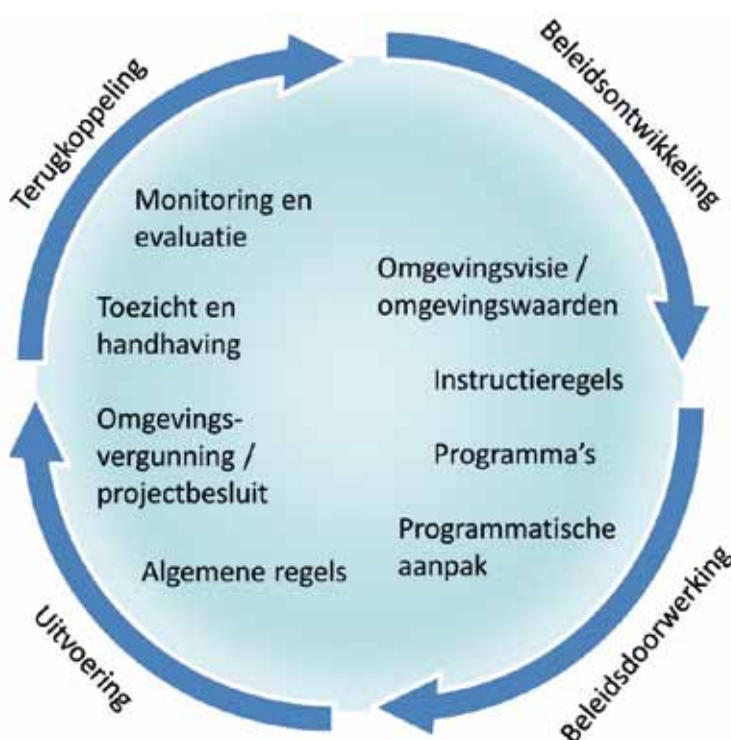 Terugkoppeling
Beleidsontwikkeling
Monitoring en
evaluatie
Omgevingsvisie /
omgevingswaarden
Toezicht en
handhaving
Instructieregels
Omgevings-
vergunning /
projectbesluit
Programma's
Programmatische
aanpak
Algemene regels
Uitvoering
Beleidsdoorwerking